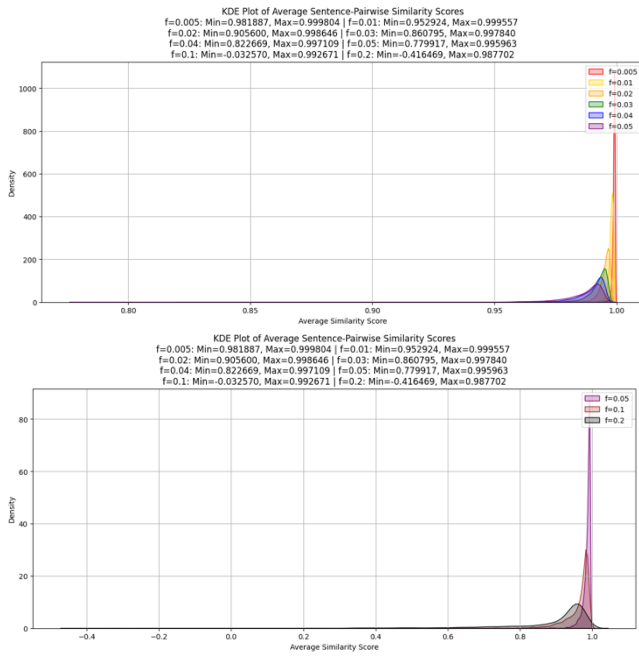 KDE Plot of Average Sentence-Pairwise Similarity Scores
f=0.005: Min=0.981887, Max=0.999804 | f=0.01: Min=0.952924, Max=0.999557
f=0.02: Min=0.905600, Max=0.998646 | f=0.03: Min=0.860795, Max=0.997840
f=0.04: Min=0.822669, Max=0.997109 | f=0.05: Min=0.779917, Max=0.995963
f=0.1: Min=-0.032570, Max=0.992671 | f=0.2: Min=-0.416469, Max=0.987702
f=0.005
f=0.01
f=0.02
f=0.03
f=0.04
f=0.05
1000
800
600
400
200
0
Density
0.80 0.85 0.90 0.95 1.00
Average Similarity Score
KDE Plot of Average Sentence-Pairwise Similarity Scores
f=0.005: Min=0.981887, Max=0.999804 | f=0.01: Min=0.952924, Max=0.999557
f=0.02: Min=0.905600, Max=0.998646 | f=0.03: Min=0.860795, Max=0.997840
f=0.04: Min=0.822669, Max=0.997109 | f=0.05: Min=0.779917, Max=0.995963
f=0.1: Min=-0.032570, Max=0.992671 | f=0.2: Min=-0.416469, Max=0.987702
f=0.05
f=0.1
f=0.2
80
60
40
20
0
Density
−0.4 −0.2 0.0 0.2 0.4 0.6 0.8 1.0
Average Similarity Score